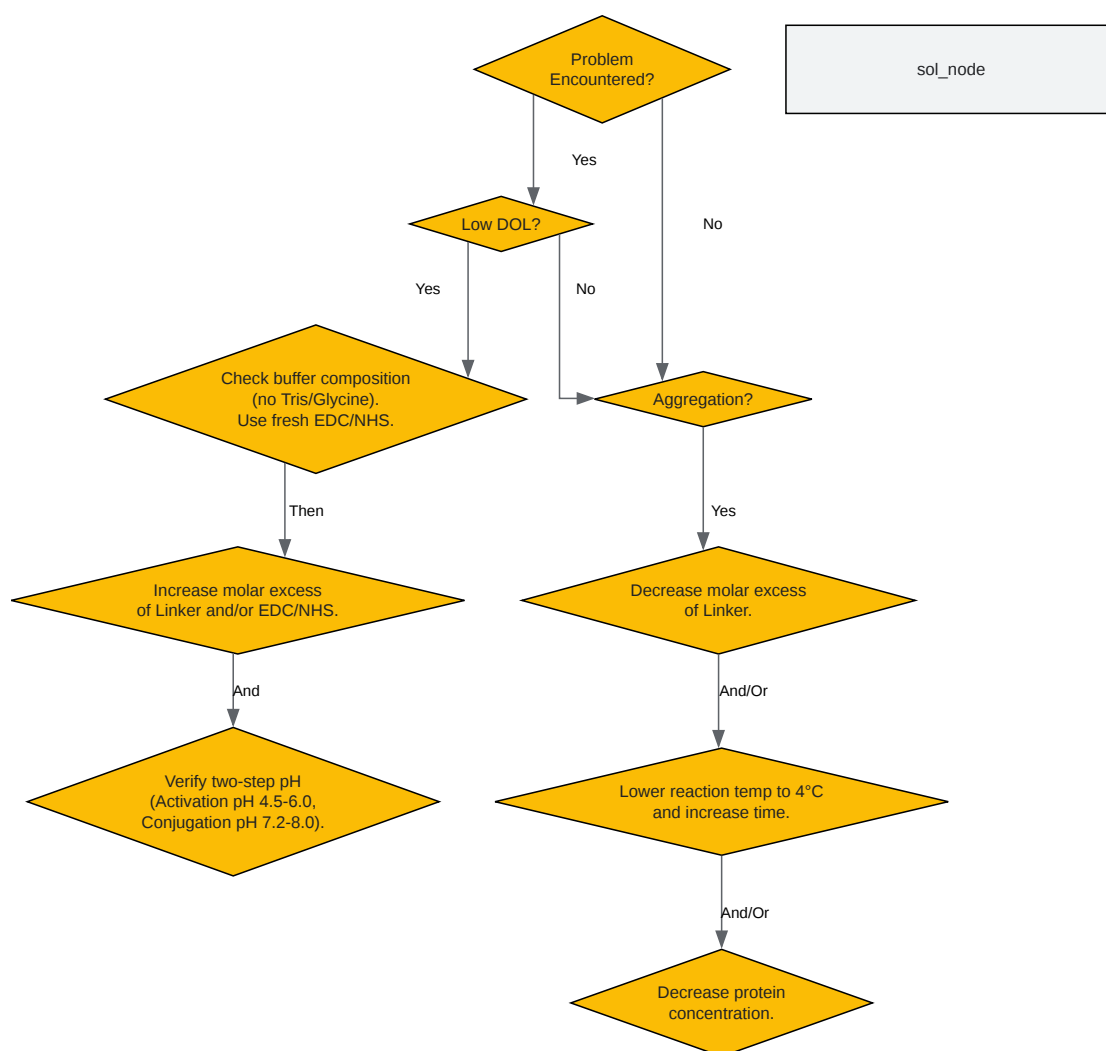 Problem
Encountered?
sol_node
Yes
No
Low DOL?
Yes
No
Check buffer composition
(no Tris/Glycine).
Use fresh EDC/NHS.
Aggregation?
Then
Yes
Increase molar excess
of Linker and/or EDC/NHS.
Decrease molar excess
of Linker.
And
And/Or
Verify two-step pH
(Activation pH 4.5-6.0,
Conjugation pH 7.2-8.0).
Lower reaction temp to 4°C
and increase time.
And/Or
Decrease protein
concentration.